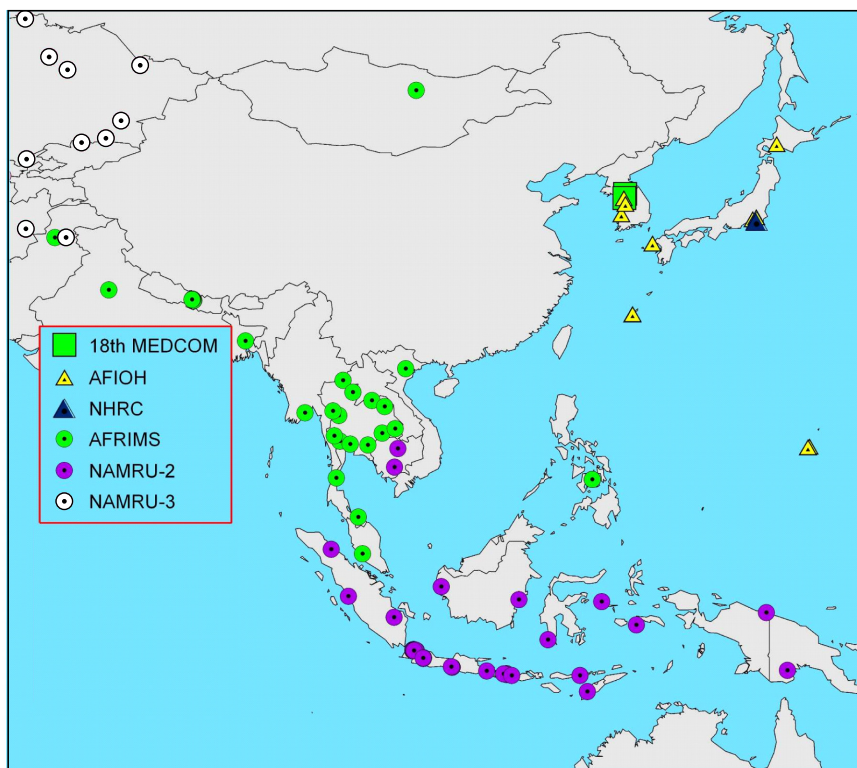 18th MEDCOM
AFIOH
NHRC
AFRIMS
NAMRU-2
NAMRU-3